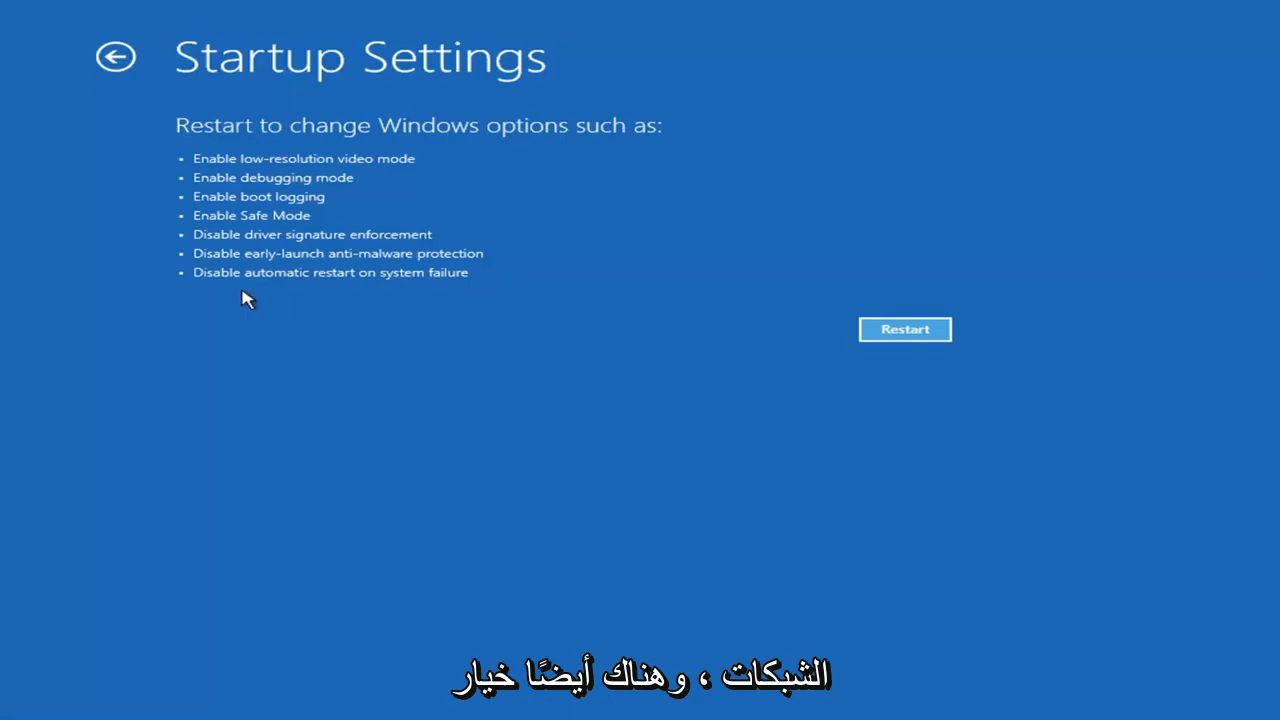 Startup Settings
Restart to change Windows options such as:
• Enable low-resolution video mode
• Enable debugging mode
• Enable boot logging
• Enable Safe Mode
• Disable driver signature enforcement
• Disable early-launch anti-malware protection
• Disable automatic restart on system failure
Restart
الشبكات ، وهناك أيضًا خيار